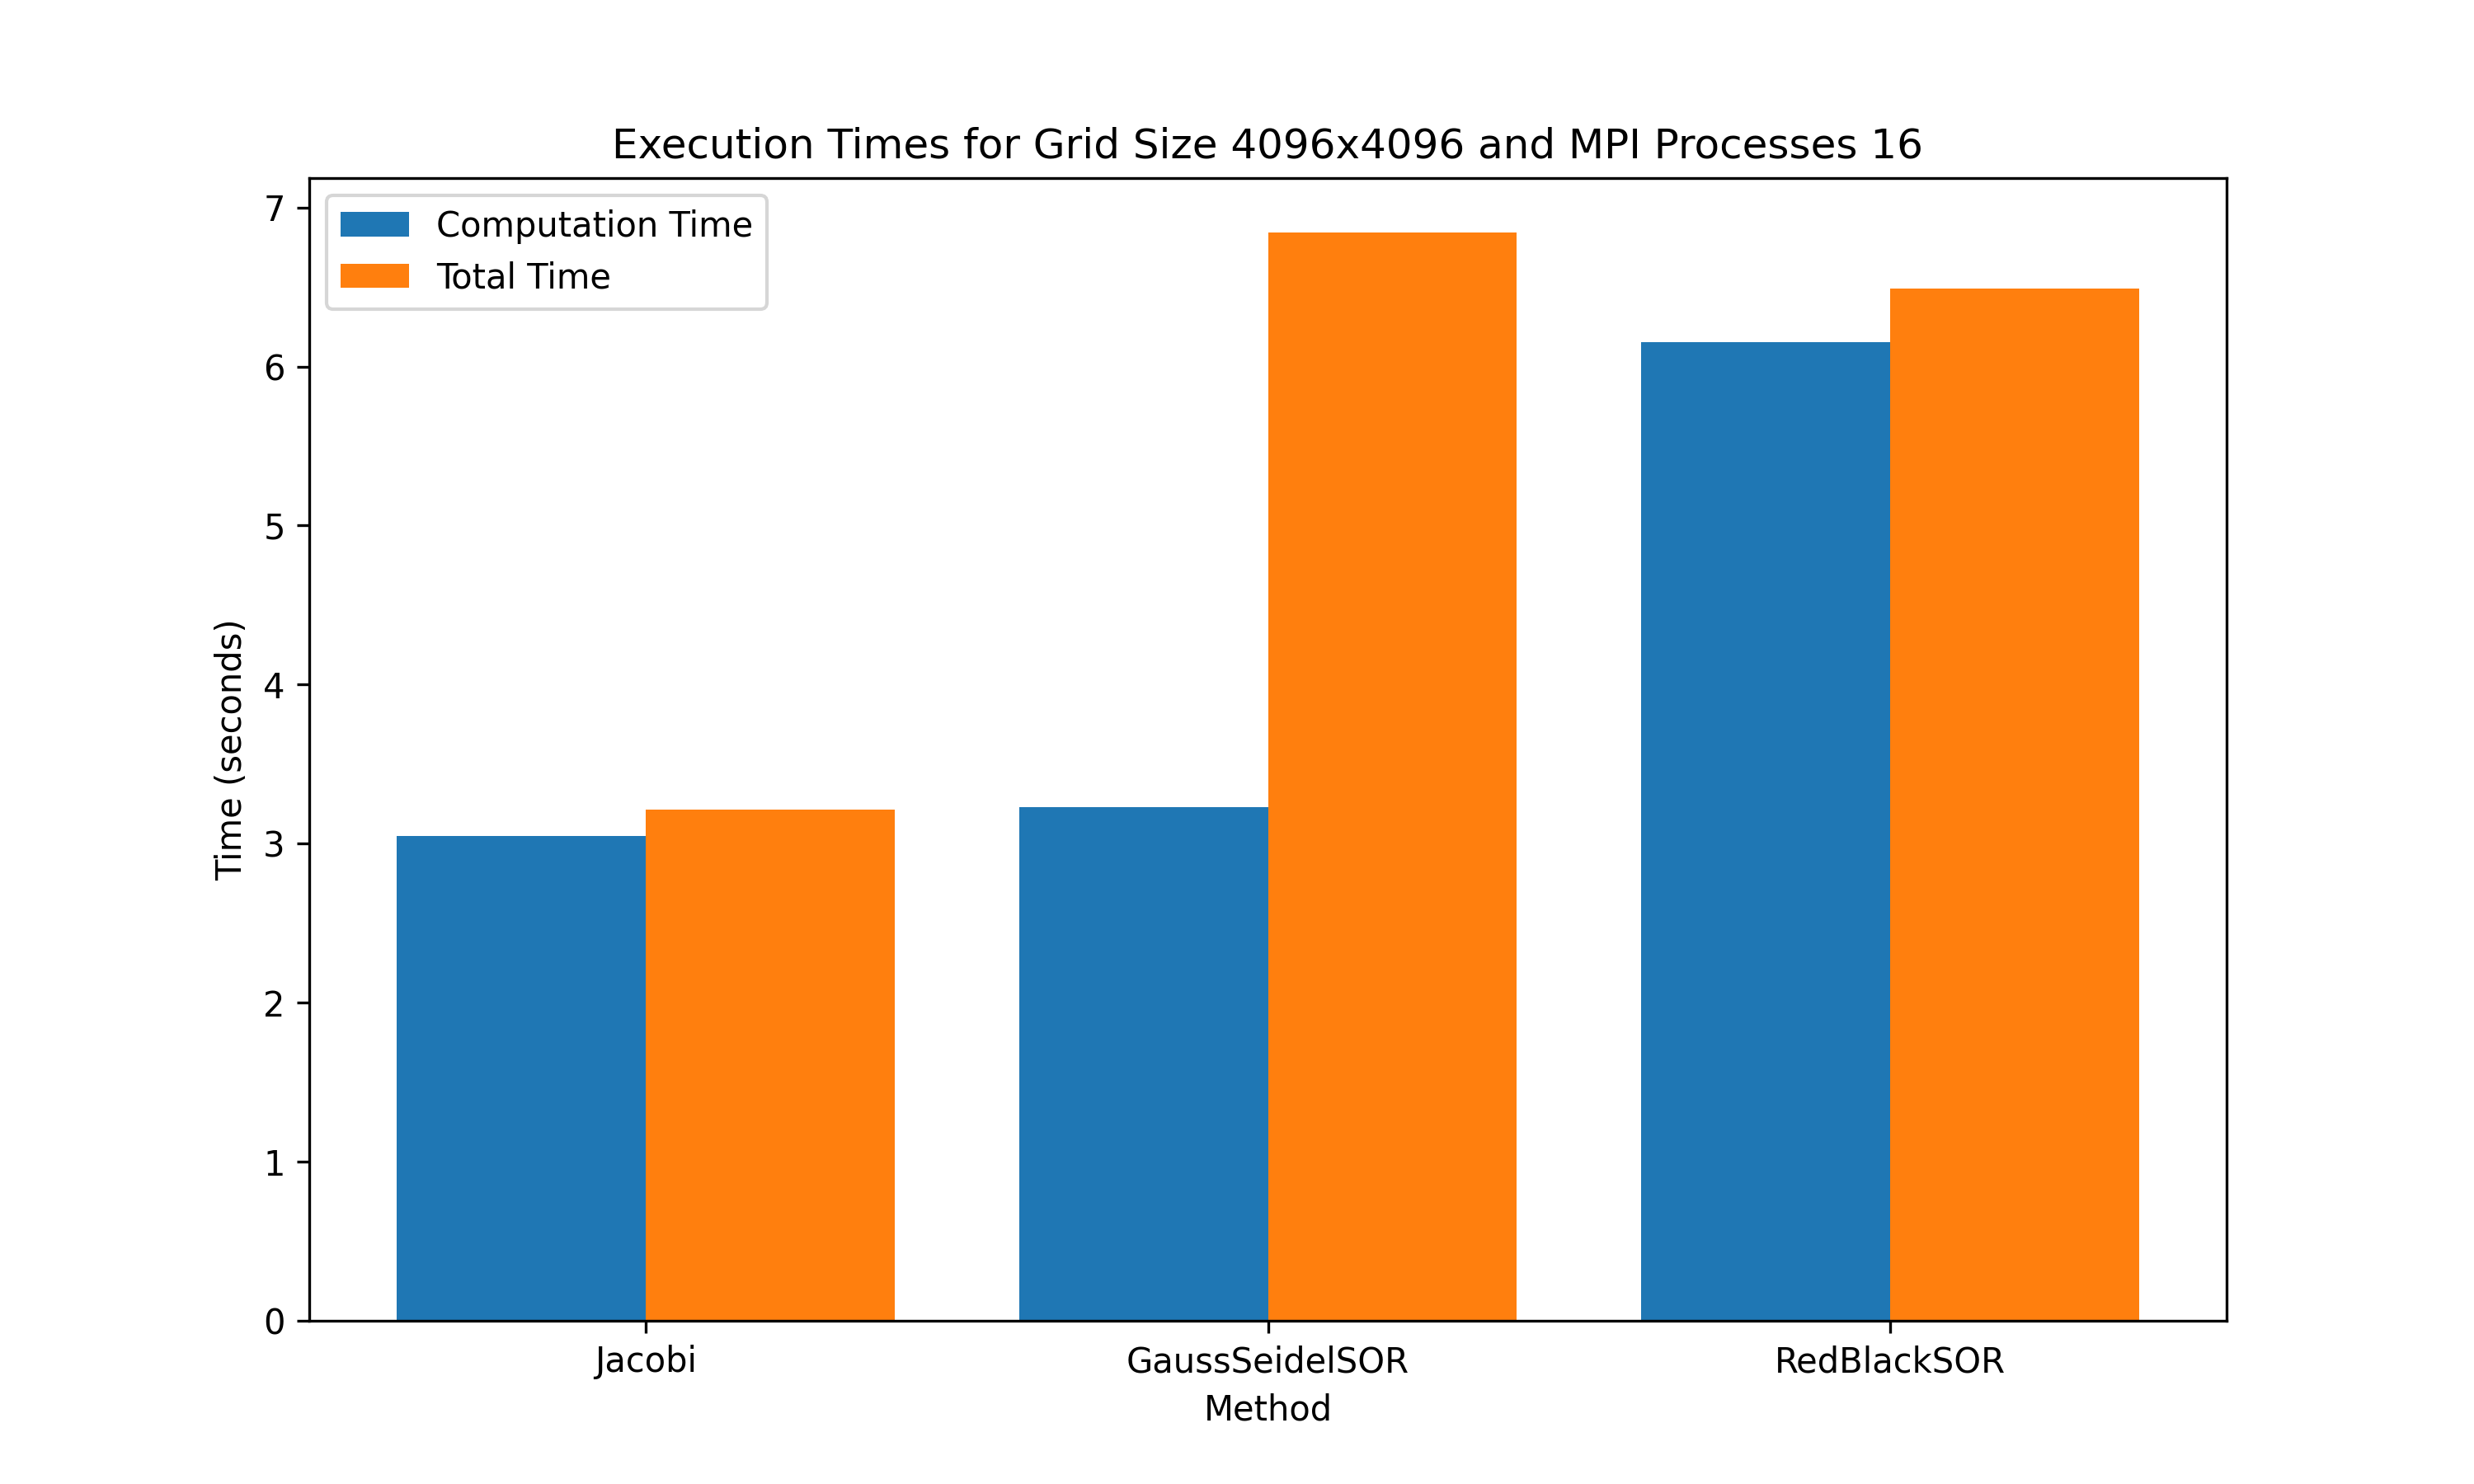 Execution Times for Grid Size 4096x4096 and MPI Processes 16
Computation Time
Total Time
7
6
5
4
3
2
1
0
Time (seconds)
Jacobi
GaussSeidelSOR
RedBlackSOR
Method